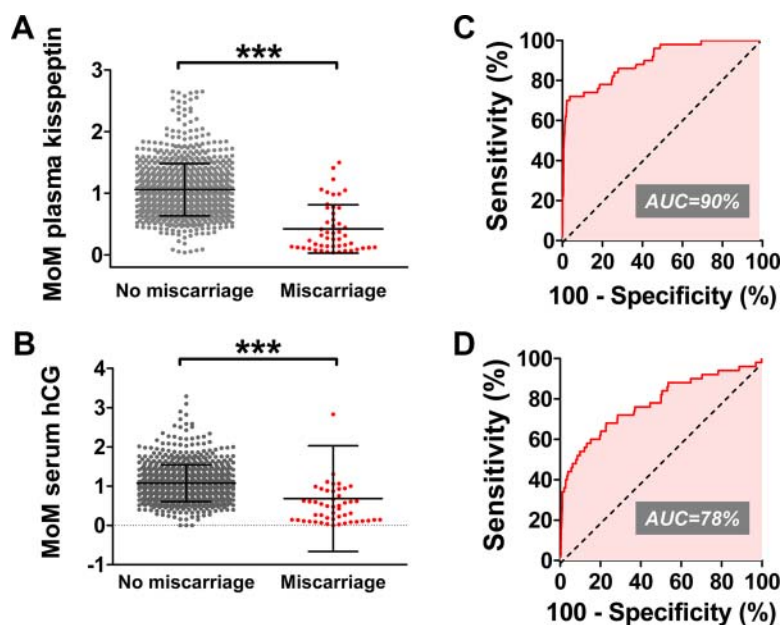 A
***
MoM plasma kisspeptin
3
2
1
0
No miscarriage
Miscarriage
B
***
MoM serum hCG
4
3
2
1
0
-1
No miscarriage
Miscarriage
C
Sensitivity (%)
100
80
60
40
20
0
AUC=90%
0 20 40 60 80 100
100 - Specificity (%)
D
Sensitivity (%)
100
80
60
40
20
0
AUC=78%
0 20 40 60 80 100
100 - Specificity (%)